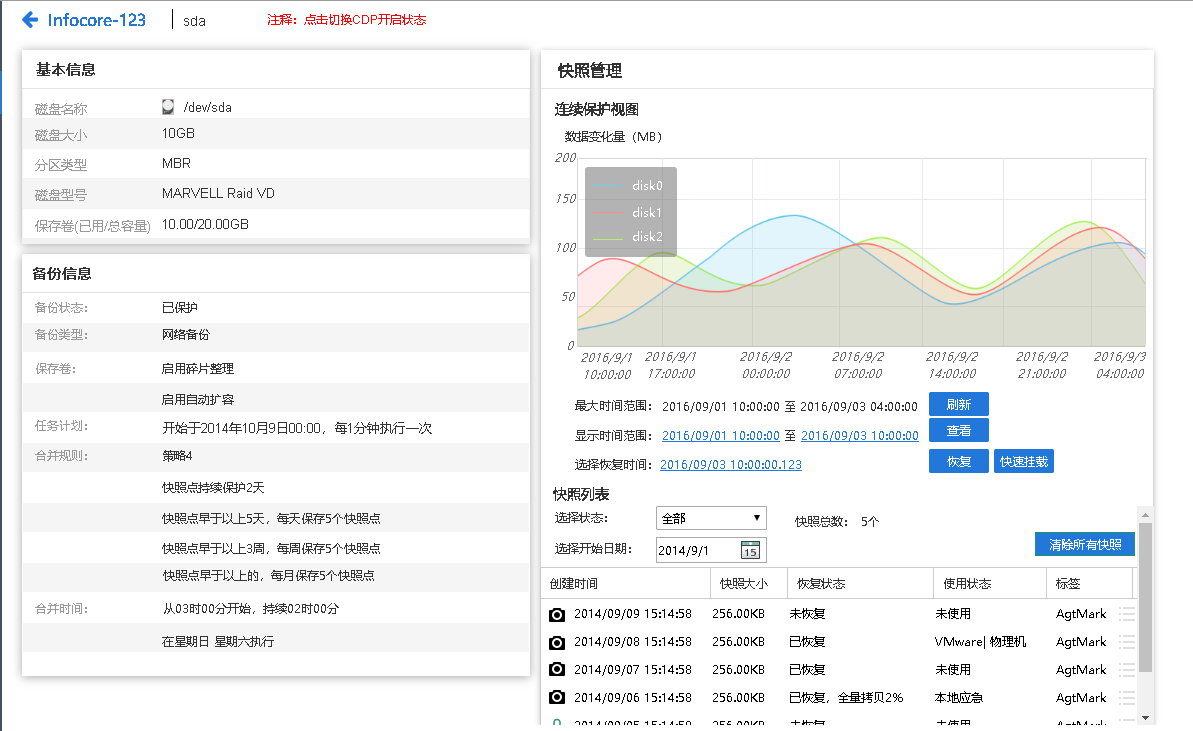 Infocore-123 sda 注释：点击切换CDP开启状态
基本信息
磁盘名称 /dev/sda
磁盘大小 10GB
分区类型 MBR
磁盘型号 MARVELL Raid VD
保存卷(已用/总容量) 10.00/20.00GB
备份信息
备份状态: 已保护
备份类型: 网络备份
保存卷: 启用碎片整理
启用自动扩容
任务计划: 开始于2014年10月9日00:00，每1分钟执行一次
合并规则: 策略4
快照点持续保护2天
快照点早于以上5天，每天保存5个快照点
快照点早于以上3周，每周保存5个快照点
快照点早于以上的，每月保存5个快照点
合并时间: 从03时00分开始，持续02时00分
在星期日 星期六执行
快照管理
连续保护视图
数据变化量（MB）
200
150
100
50
0
disk0
disk1
disk2
2016/9/1 2016/9/1 2016/9/2 2016/9/2 2016/9/2 2016/9/2 2016/9/3
10:00:00 17:00:00 00:00:00 07:00:00 14:00:00 21:00:00 04:00:00
最大时间范围: 2016/09/01 10:00:00 至 2016/09/03 04:00:00 刷新
显示时间范围: 2016/09/01 10:00:00 至 2016/09/03 10:00:00 查看
选择恢复时间: 2016/09/03 10:00:00.123 恢复 快速挂载
快照列表
选择状态: 全部 快照总数: 5个
选择开始日期: 2014/9/1 15 清除所有快照
创建时间 快照大小 恢复状态 使用状态 标签
2014/09/09 15:14:58 256.00KB 未恢复 未使用 AgtMark
2014/09/08 15:14:58 256.00KB 已恢复 VMware| 物理机 AgtMark
2014/09/07 15:14:58 256.00KB 已恢复 未使用 AgtMark
2014/09/06 15:14:58 256.00KB 已恢复，全量拷贝2% 本地应急 AgtMark
2014/09/05 15:14:58 256.00KB 未恢复 未使用 AgtMark